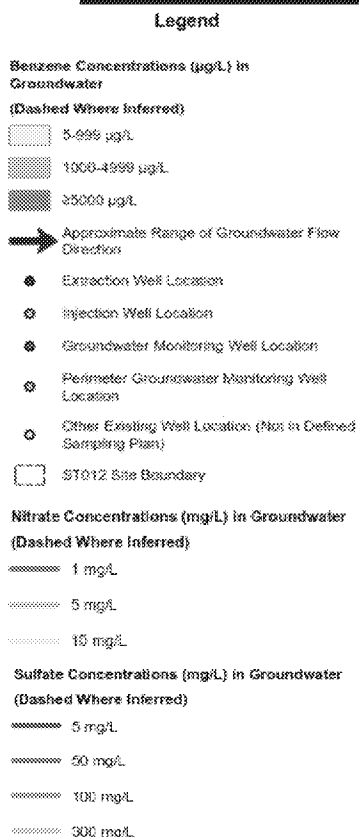 Legend
Benzene Concentrations (µg/L) in
Groundwater
(Dashed Where Inferred)
5-999 µg/L
1000-4999 µg/L
≥5000 µg/L
Approximate Range of Groundwater Flow
Direction
Extraction Well Location
Injection Well Location
Groundwater Monitoring Well Location
Perimeter Groundwater Monitoring Well
Location
Other Existing Well Location (Not in Defined
Sampling Plan)
ST012 Site Boundary
Nitrate Concentrations (mg/L) in Groundwater
(Dashed Where Inferred)
1 mg/L
5 mg/L
10 mg/L
Sulfate Concentrations (mg/L) in Groundwater
(Dashed Where Inferred)
5 mg/L
50 mg/L
100 mg/L
300 mg/L